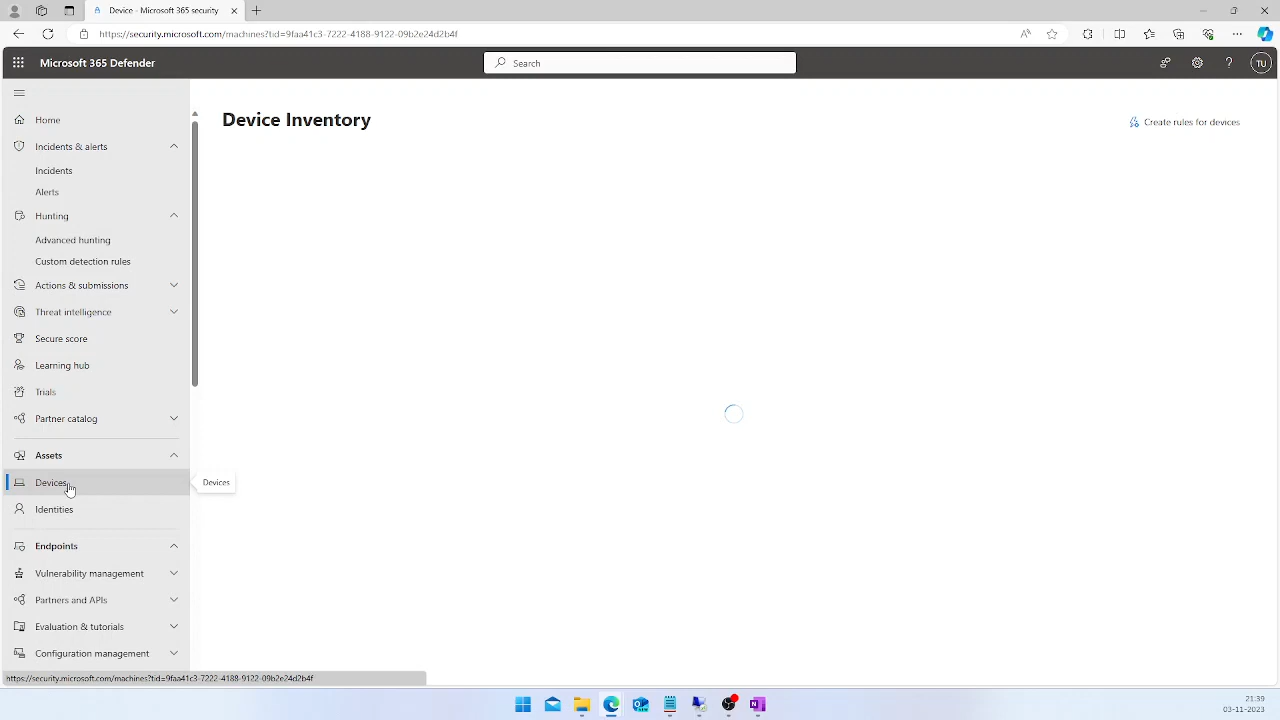 Device - Microsoft 365 security
https://security.microsoft.com/machines?tid=9faa41c3-7222-4188-9122-09b2e24d2b4f
Microsoft 365 Defender
Search
TU
Home
Incidents & alerts
Incidents
Alerts
Hunting
Advanced hunting
Custom detection rules
Actions & submissions
Threat intelligence
Secure score
Learning hub
Trials
Partner catalog
Assets
Devices
Identities
Endpoints
Vulnerability management
Partners and APIs
Evaluation & tutorials
Configuration management
Device Inventory
Create rules for devices
Devices
https://security.microsoft.com/machines?tid=9faa41c3-7222-4188-9122-09b2e24d2b4f
21:39
03-11-2023